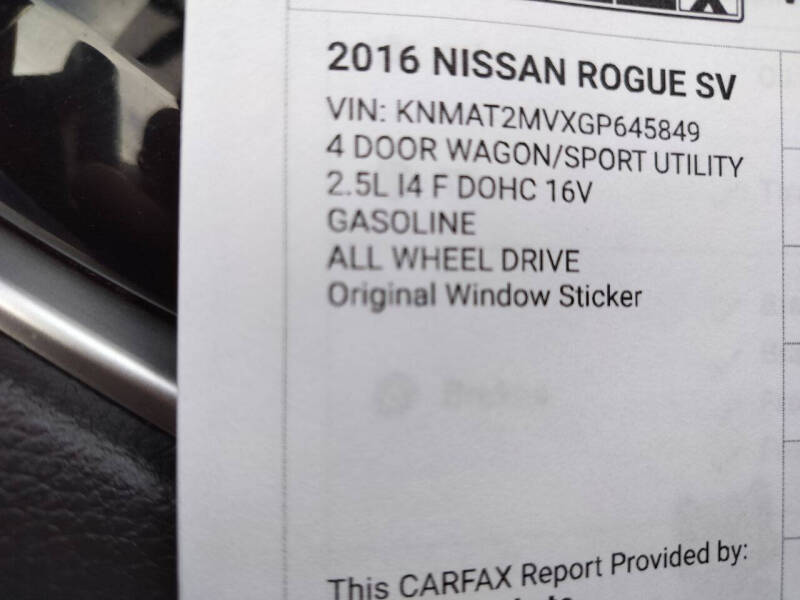 2016 NISSAN ROGUE SV
VIN: KNMAT2MVXGP645849
4 DOOR WAGON/SPORT UTILITY
2.5L I4 F DOHC 16V
GASOLINE
ALL WHEEL DRIVE
Original Window Sticker
This CARFAX Report Provided by: